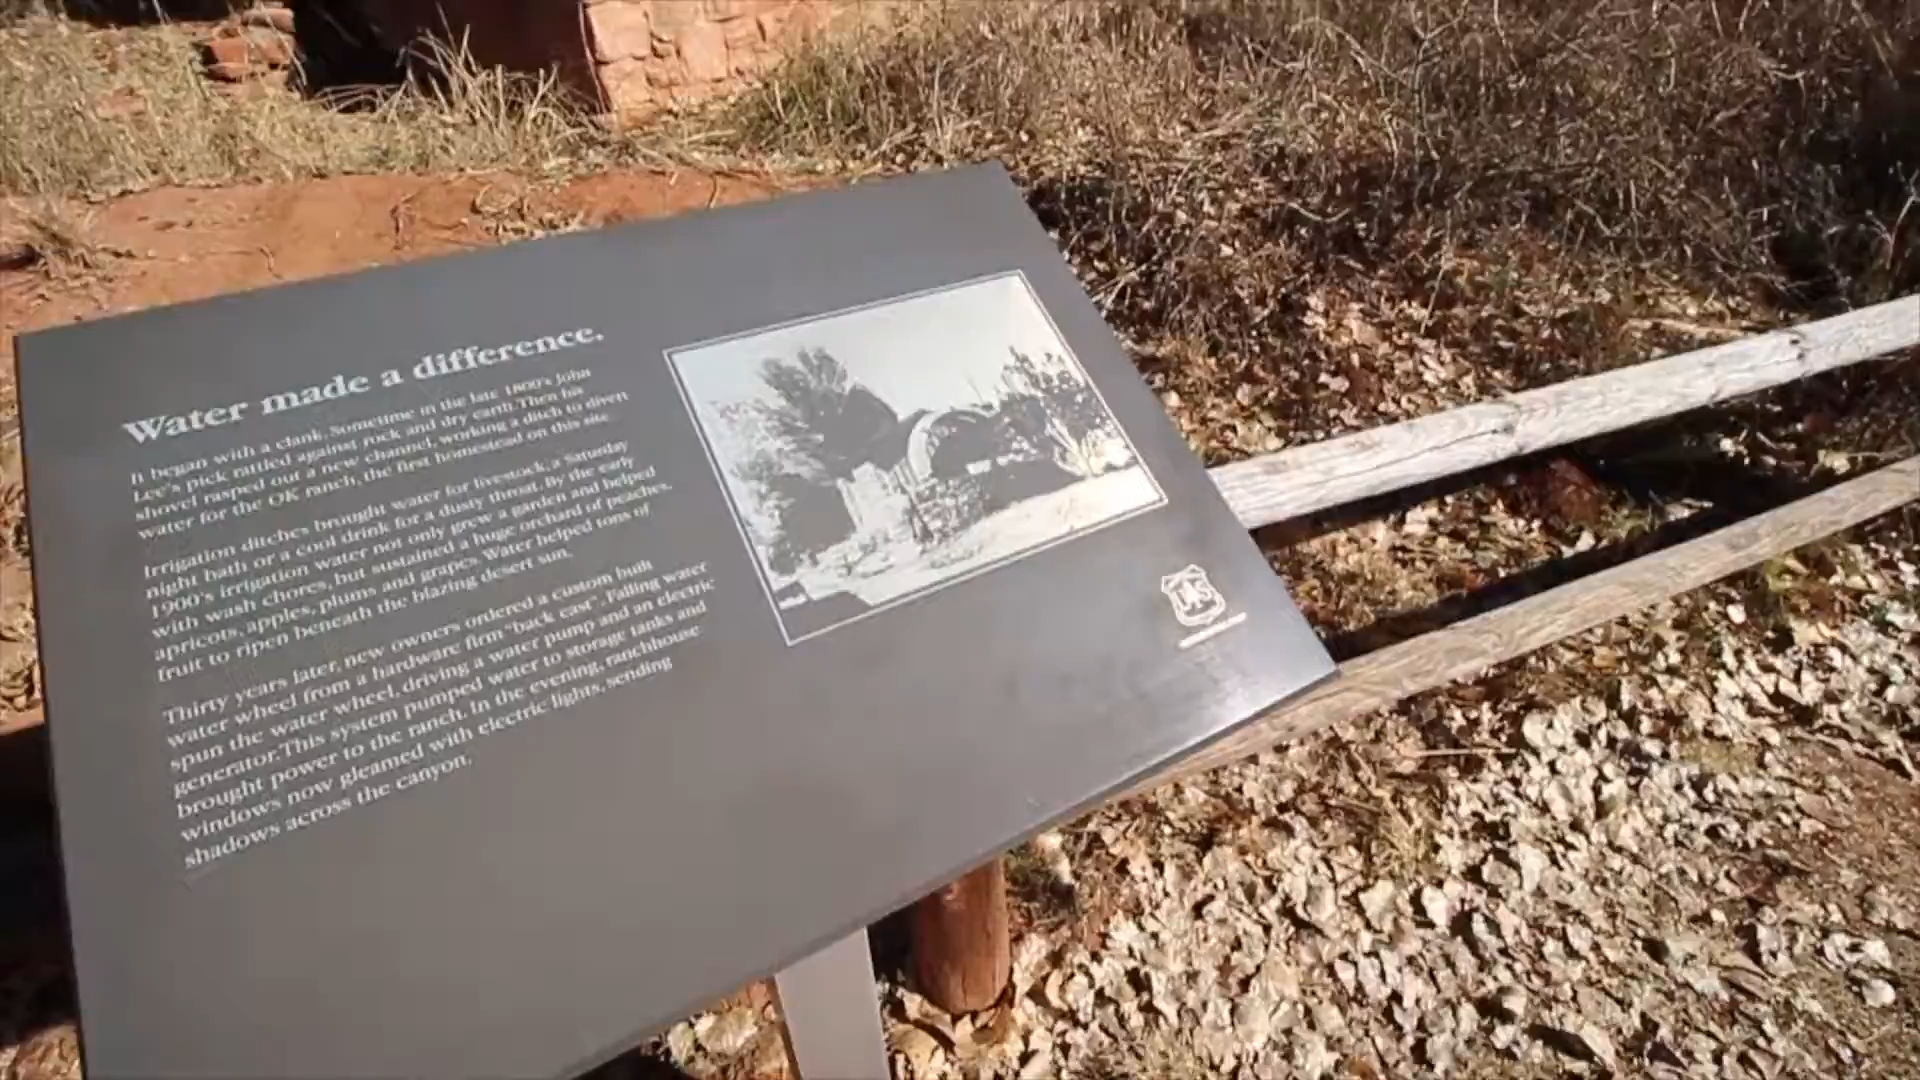 Water made a difference.
It began with a clank. Sometime in the late 1800's John
Lee's pick rattled against rock and dry earth. Then his
shovel rasped out a new channel, working a ditch to divert
water for the OK ranch, the first homestead on this site
Irrigation ditches brought water for livestock, a Saturday
night bath or a cool drink for a dusty throat. By the early
1900's irrigation water not only grew a garden and helped
with wash chores, but sustained a huge orchard of peaches,
apricots, apples, plums and grapes. Water helped tons of
fruit to ripen beneath the blazing desert sun.
Thirty years later, new owners ordered a custom built
water wheel from a hardware firm "back east". Falling water
spun the water wheel, driving a water pump and an electric
generator. This system pumped water to storage tanks and
brought power to the ranch. In the evening, ranchhouse
windows now gleamed with electric lights, sending
shadows across the canyon.
UAS